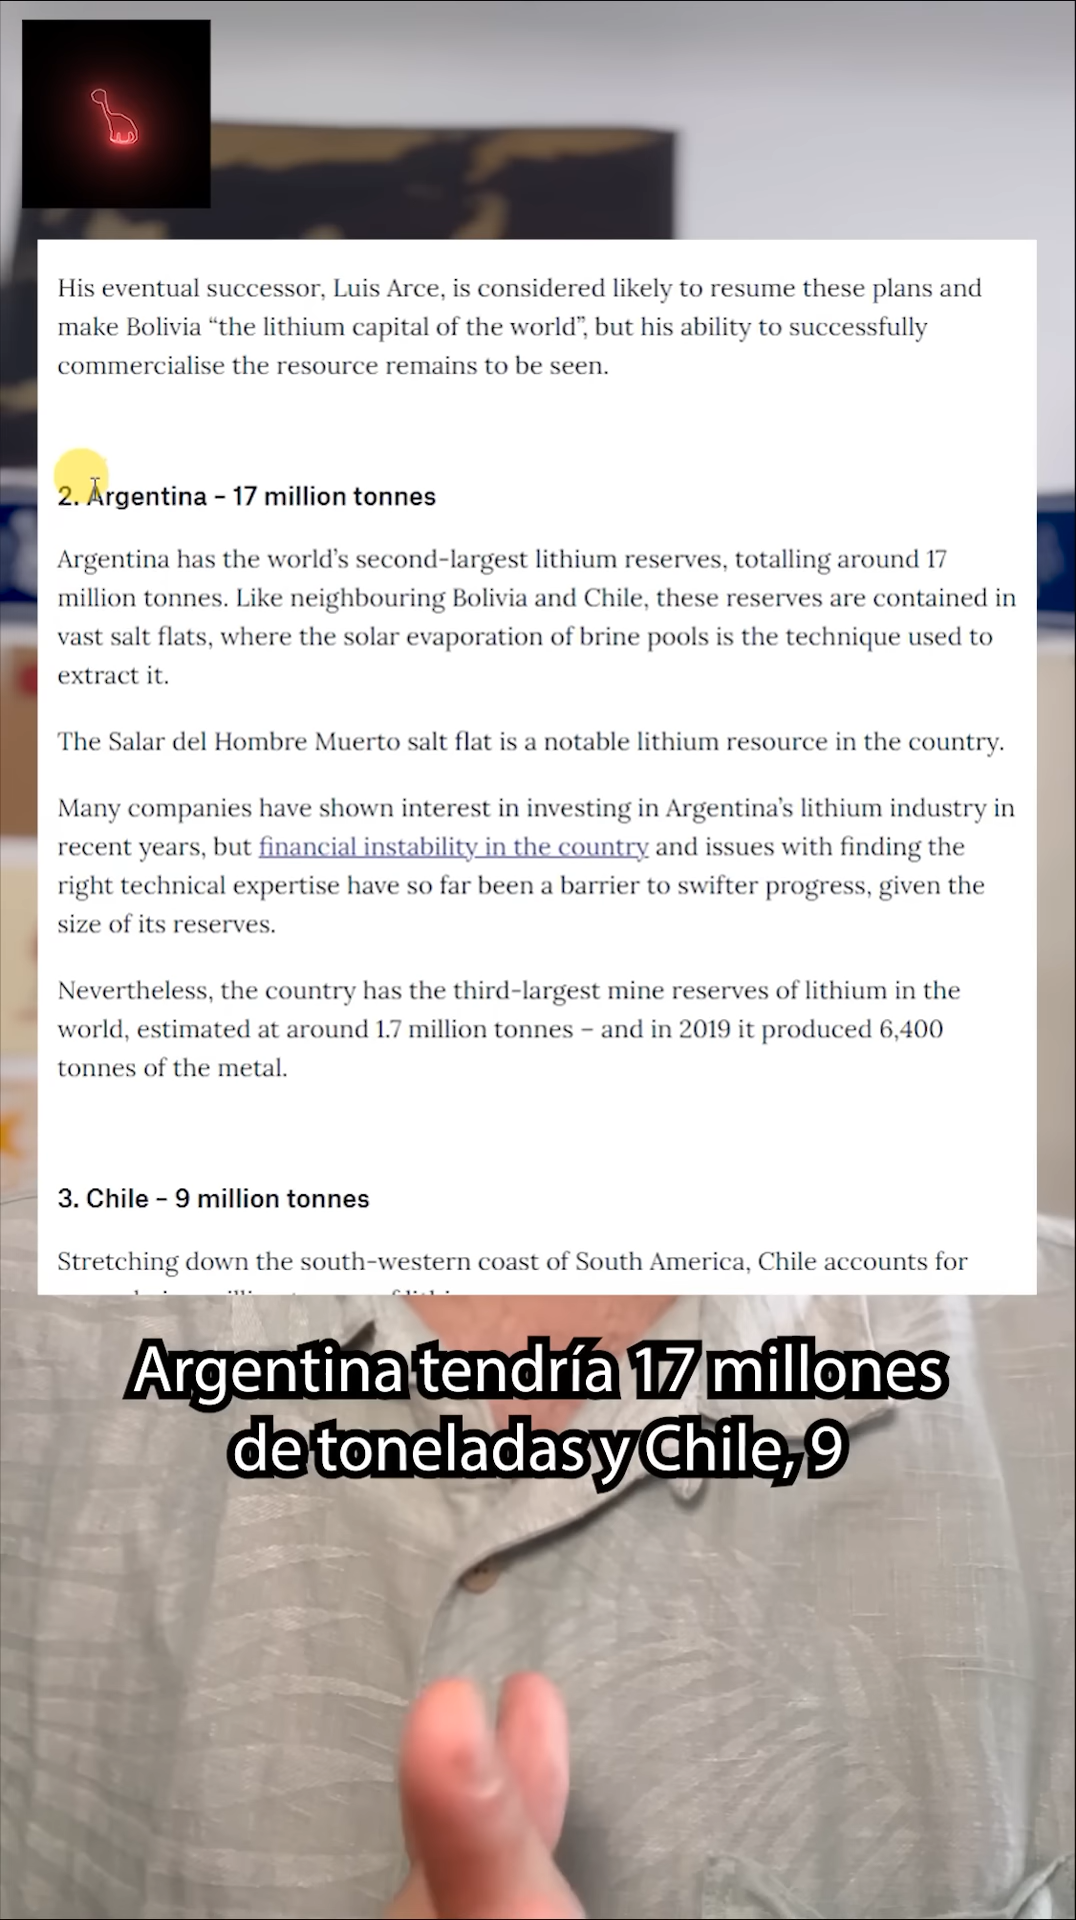 His eventual successor, Luis Arce, is considered likely to resume these plans and
make Bolivia “the lithium capital of the world”, but his ability to successfully
commercialise the resource remains to be seen.
2. Argentina – 17 million tonnes
Argentina has the world’s second-largest lithium reserves, totalling around 17
million tonnes. Like neighbouring Bolivia and Chile, these reserves are contained in
vast salt flats, where the solar evaporation of brine pools is the technique used to
extract it.
The Salar del Hombre Muerto salt flat is a notable lithium resource in the country.
Many companies have shown interest in investing in Argentina’s lithium industry in
recent years, but financial instability in the country and issues with finding the
right technical expertise have so far been a barrier to swifter progress, given the
size of its reserves.
Nevertheless, the country has the third-largest mine reserves of lithium in the
world, estimated at around 1.7 million tonnes – and in 2019 it produced 6,400
tonnes of the metal.
3. Chile – 9 million tonnes
Stretching down the south-western coast of South America, Chile accounts for
Argentina tendría 17 millones
de toneladas y Chile, 9